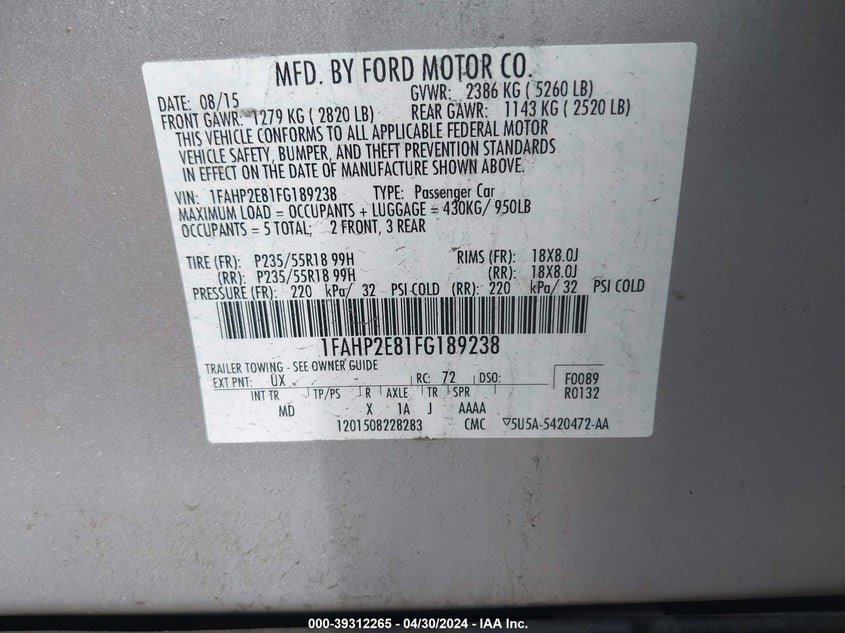 MFD. BY FORD MOTOR CO.
DATE: 08/15 GVWR: 2386 KG ( 5260 LB)
FRONT GAWR: 1279 KG ( 2820 LB) REAR GAWR: 1143 KG ( 2520 LB)
THIS VEHICLE CONFORMS TO ALL APPLICABLE FEDERAL MOTOR
VEHICLE SAFETY, BUMPER, AND THEFT PREVENTION STANDARDS
IN EFFECT ON THE DATE OF MANUFACTURE SHOWN ABOVE.
VIN: 1FAHP2E81FG189238 TYPE: Passenger Car
MAXIMUM LOAD = OCCUPANTS + LUGGAGE = 430KG/ 950LB
OCCUPANTS = 5 TOTAL; 2 FRONT, 3 REAR
TIRE (FR): P235/55R18 99H RIMS (FR): 18X8.0J
(RR): P235/55R18 99H (RR): 18X8.0J
PRESSURE (FR): 220 kPa/ 32 PSI COLD (RR): 220 kPa/ 32 PSI COLD
1FAHP2E81FG189238
TRAILER TOWING - SEE OWNER GUIDE
EXT PNT: UX RC: 72 DSO: F0089
INT TR TP/PS R AXLE TR SPR R0132
MD X 1A J AAAA
1201508228283 CMC ▽5U5A-5420472-AA
000-39312265 - 04/30/2024 - IAA Inc.